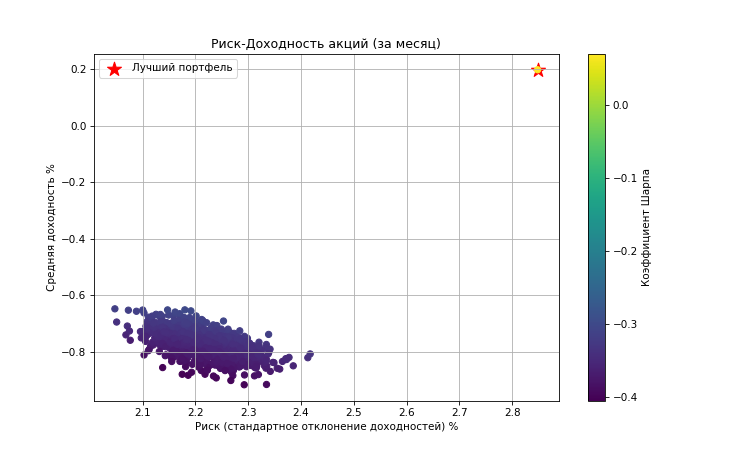 Риск-Доходность акций (за месяц)
Лучший портфель
0.2
0.0
−0.2
−0.4
−0.6
−0.8
Средняя доходность %
2.1 2.2 2.3 2.4 2.5 2.6 2.7 2.8
Риск (стандартное отклонение доходностей) %
0.0
−0.1
−0.2
−0.3
−0.4
Коэффициент Шарпа